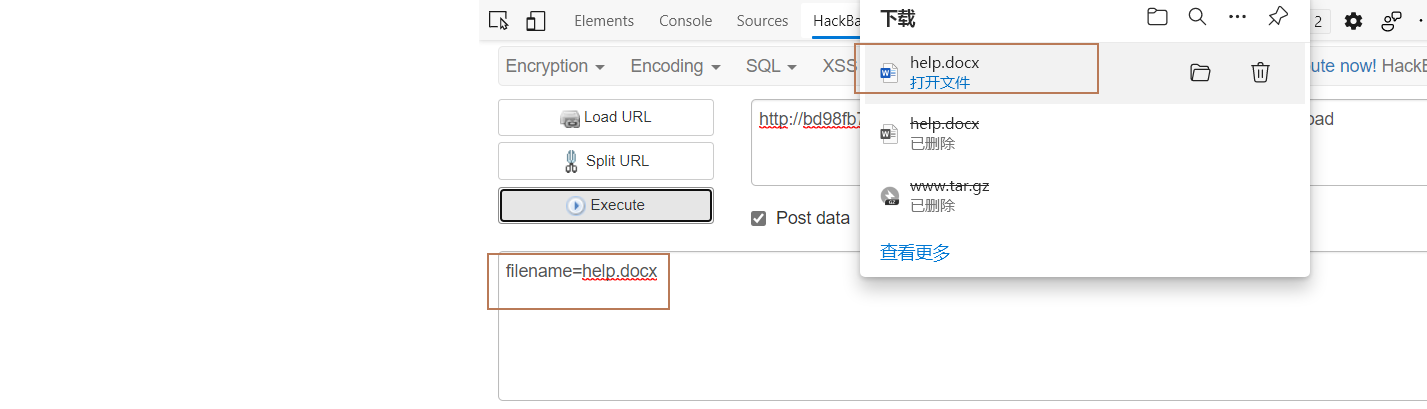 Elements Console Sources HackBa
下载
2
help.docx
打开文件
Encryption Encoding SQL XSS
ute now! HackB
Load URL
http://bd98fb7
oad
help.docx
已删除
Split URL
www.tar.gz
已删除
Execute
Post data
查看更多
filename=help.docx